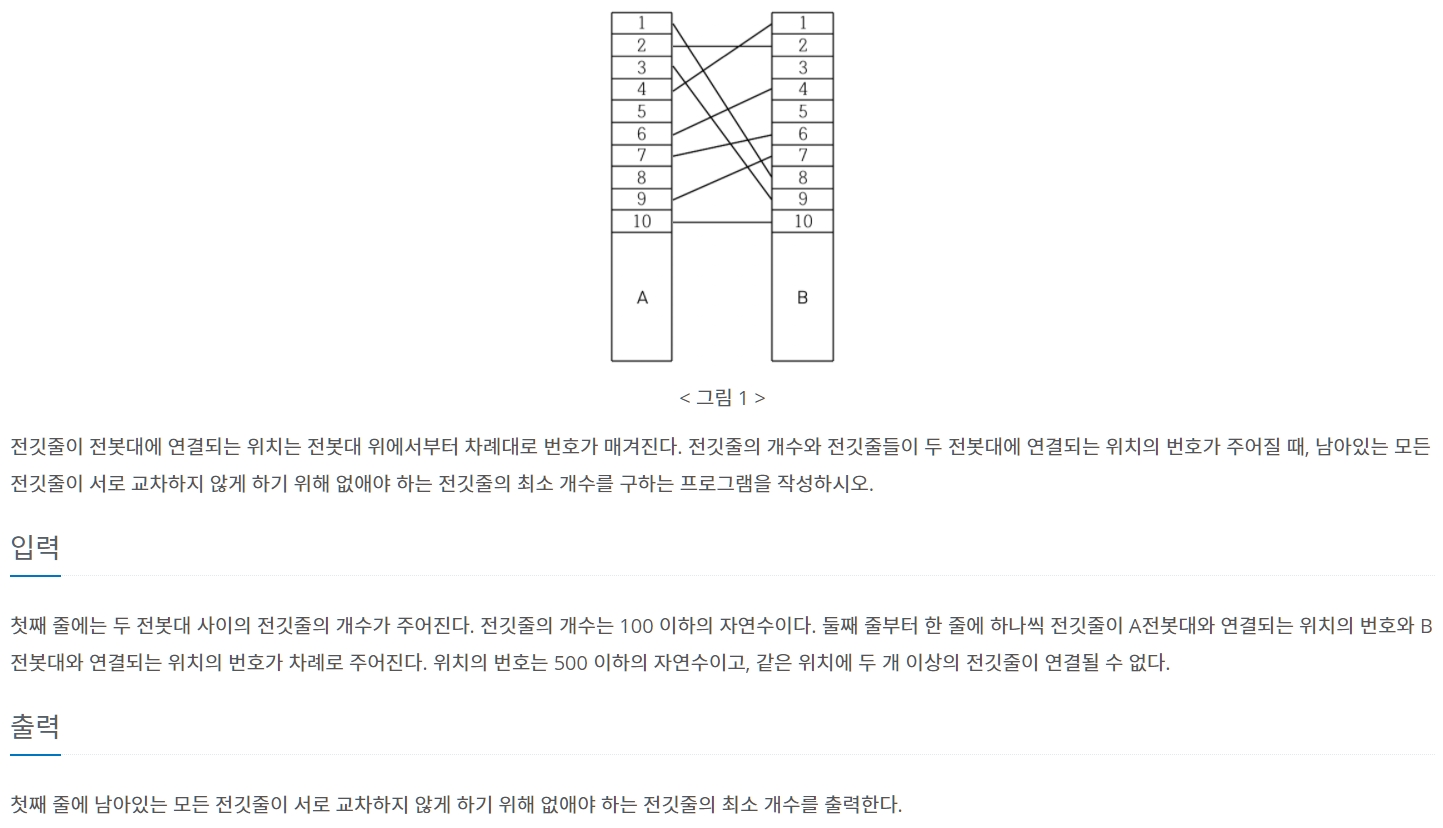 1 1
2 2
3 3
4 4
5 5
6 6
7 7
8 8
9 9
10 10
A B
< 그림 1 >
전깃줄이 전봇대에 연결되는 위치는 전봇대 위에서부터 차례대로 번호가 매겨진다. 전깃줄의 개수와 전깃줄들이 두 전봇대에 연결되는 위치의 번호가 주어질 때, 남아있는 모든
전깃줄이 서로 교차하지 않게 하기 위해 없애야 하는 전깃줄의 최소 개수를 구하는 프로그램을 작성하시오.
입력
첫째 줄에는 두 전봇대 사이의 전깃줄의 개수가 주어진다. 전깃줄의 개수는 100 이하의 자연수이다. 둘째 줄부터 한 줄에 하나씩 전깃줄이 A전봇대와 연결되는 위치의 번호와 B
전봇대와 연결되는 위치의 번호가 차례로 주어진다. 위치의 번호는 500 이하의 자연수이고, 같은 위치에 두 개 이상의 전깃줄이 연결될 수 없다.
출력
첫째 줄에 남아있는 모든 전깃줄이 서로 교차하지 않게 하기 위해 없애야 하는 전깃줄의 최소 개수를 출력한다.